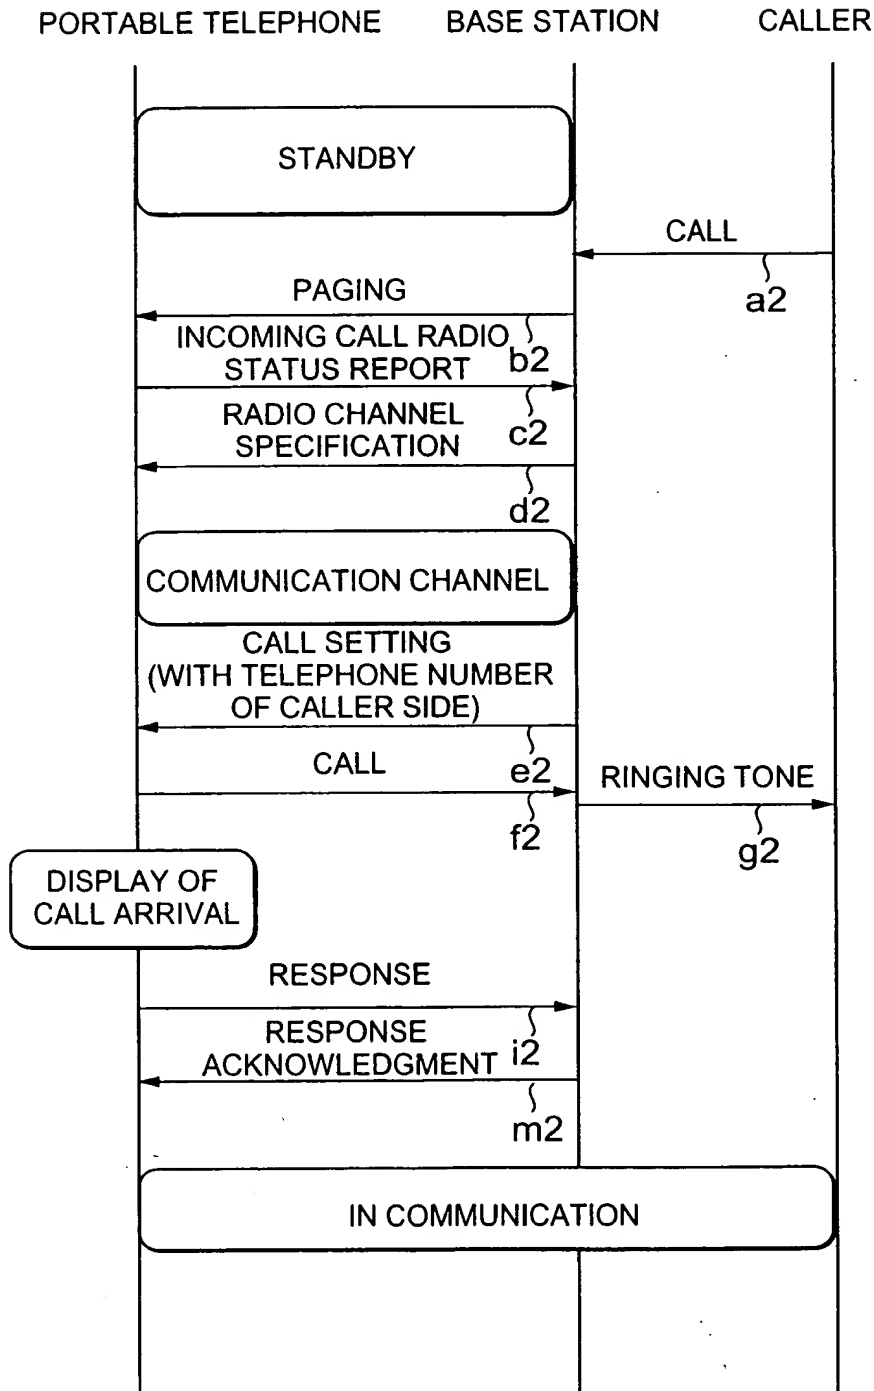 PORTABLE TELEPHONE BASE STATION CALLER
STANDBY
CALL
a2
PAGING
b2
INCOMING CALL RADIO
STATUS REPORT
c2
RADIO CHANNEL
SPECIFICATION
d2
COMMUNICATION CHANNEL
CALL SETTING
(WITH TELEPHONE NUMBER
OF CALLER SIDE)
e2
CALL
f2
RINGING TONE
g2
DISPLAY OF
CALL ARRIVAL
RESPONSE
i2
RESPONSE
ACKNOWLEDGMENT
m2
IN COMMUNICATION